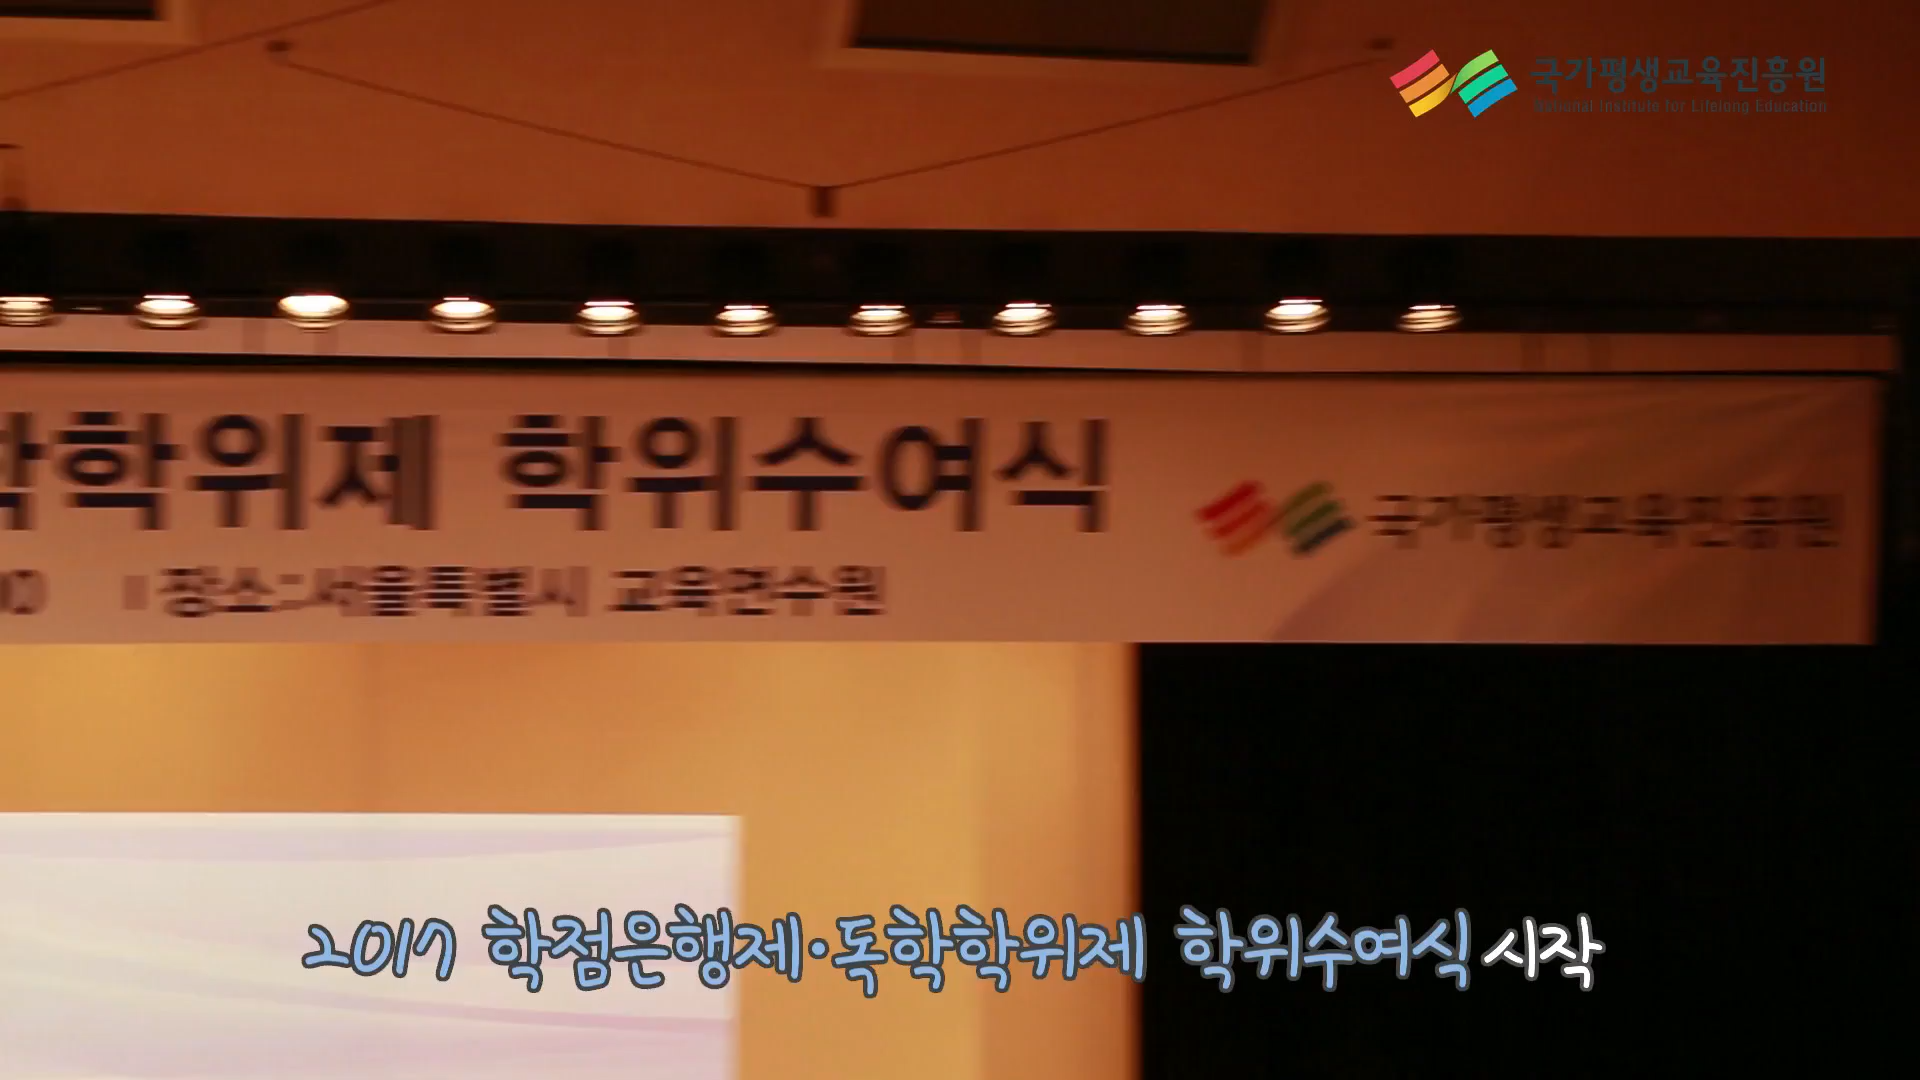 국가평생교육진흥원
National Institute for Lifelong Education
학학위제 학위수여식
국가평생교육진흥원
장소:서울특별시 교육연수원
2017 학점은행제·독학학위제 학위수여식 시작